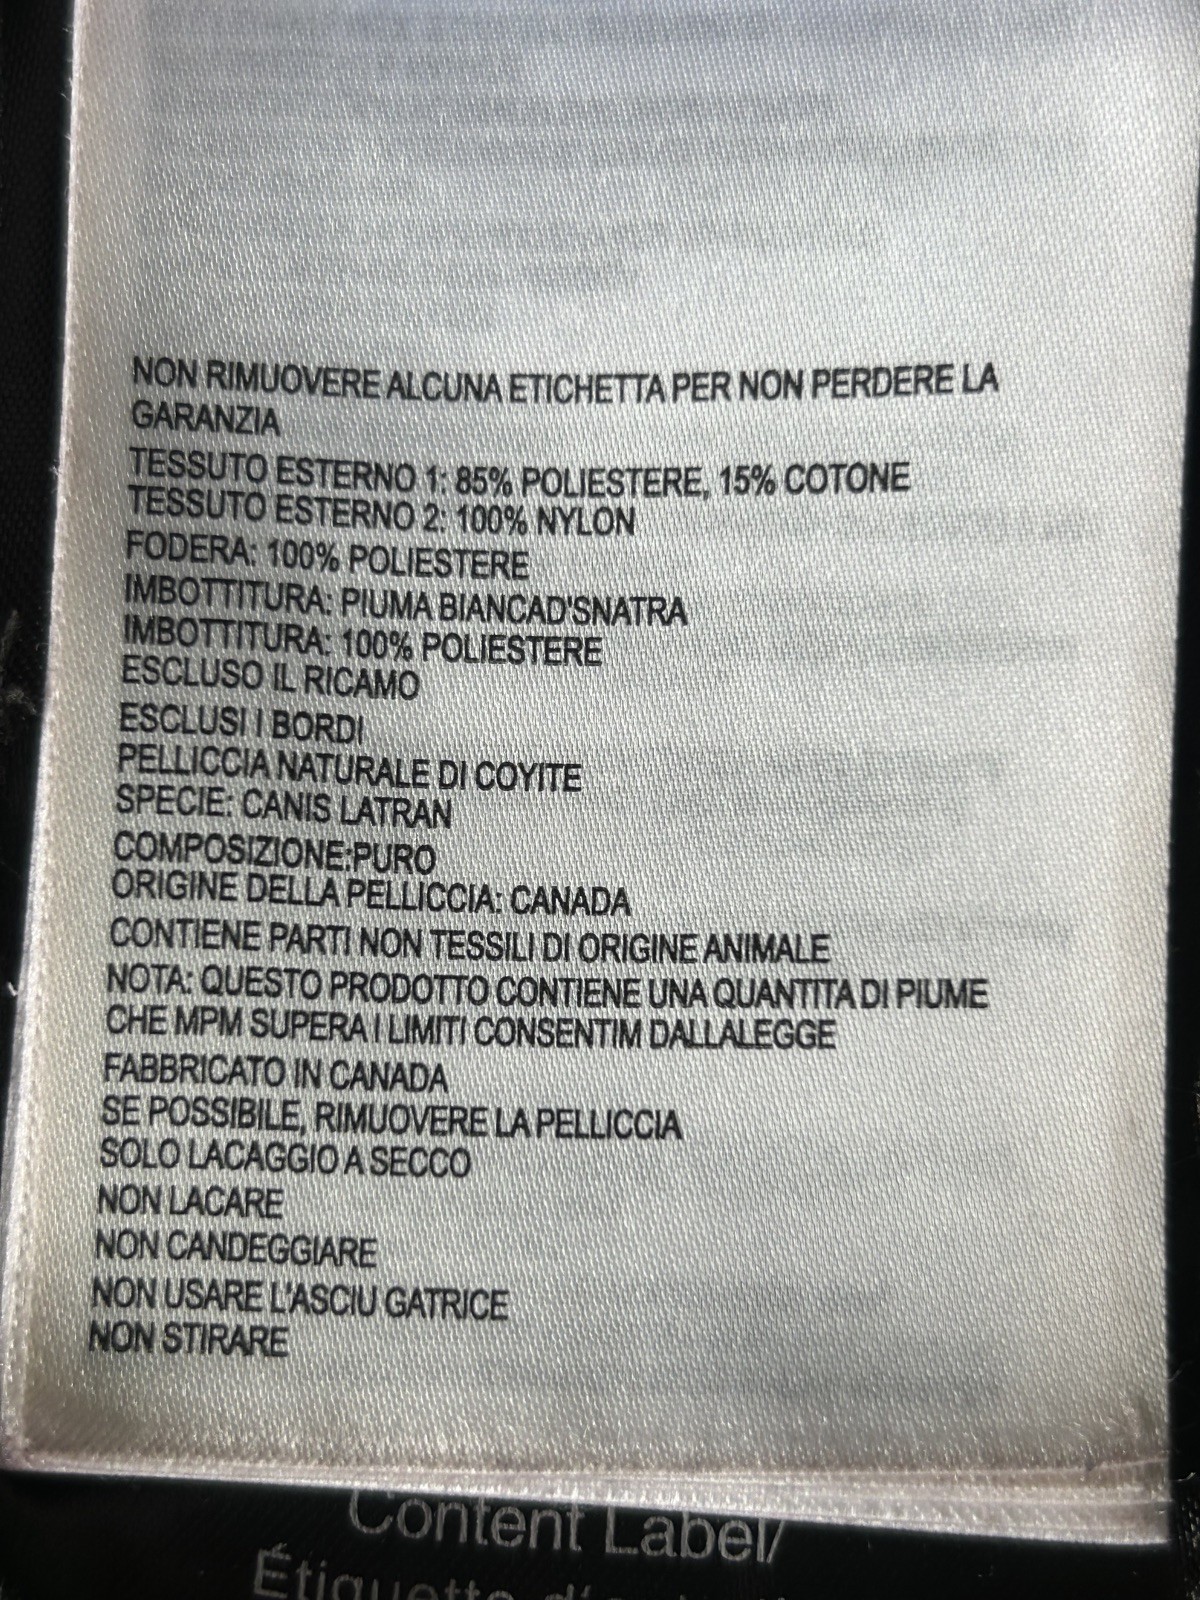 NON RIMUOVERE ALCUNA ETICHETTA PER NON PERDERE LA
GARANZIA
TESSUTO ESTERNO 1: 85% POLIESTERE, 15% COTONE
TESSUTO ESTERNO 2: 100% NYLON
FODERA: 100% POLIESTERE
IMBOTTITURA: PIUMA BIANCAD'SNATRA
IMBOTTITURA: 100% POLIESTERE
ESCLUSO IL RICAMO
ESCLUSI I BORDI
PELLICCIA NATURALE DI COYITE
SPECIE: CANIS LATRAN
COMPOSIZIONE:PURO
ORIGINE DELLA PELLICCIA: CANADA
CONTIENE PARTI NON TESSILI DI ORIGINE ANIMALE
NOTA: QUESTO PRODOTTO CONTIENE UNA QUANTITA DI PIUME
CHE MPM SUPERA I LIMITI CONSENTIM DALLALEGGE
FABBRICATO IN CANADA
SE POSSIBILE, RIMUOVERE LA PELLICCIA
SOLO LACAGGIO A SECCO
NON LACARE
NON CANDEGGIARE
NON USARE L'ASCIU GATRICE
NON STIRARE
Content Label/
Étiquette